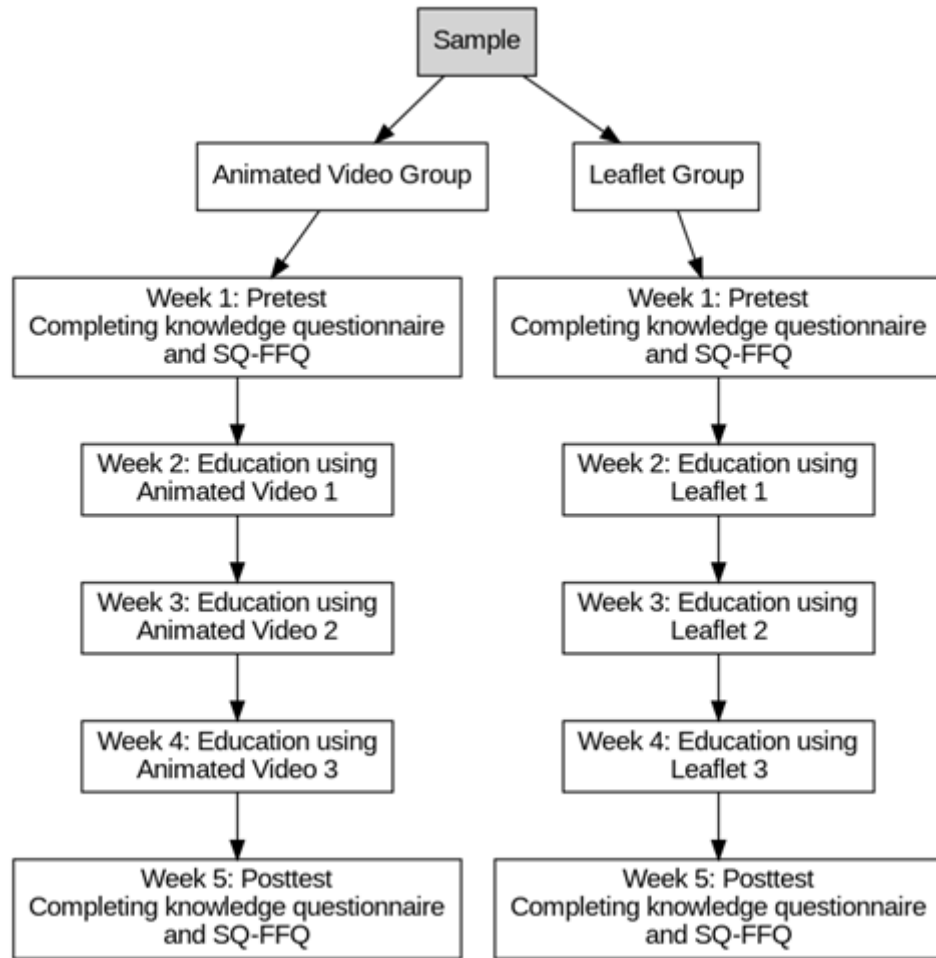 Sample
Animated Video Group
Leaflet Group
Week 1: Pretest
Completing knowledge questionnaire
and SQ-FFQ
Week 1: Pretest
Completing knowledge questionnaire
and SQ-FFQ
Week 2: Education using
Animated Video 1
Week 2: Education using
Leaflet 1
Week 3: Education using
Animated Video 2
Week 3: Education using
Leaflet 2
Week 4: Education using
Animated Video 3
Week 4: Education using
Leaflet 3
Week 5: Posttest
Completing knowledge questionnaire
and SQ-FFQ
Week 5: Posttest
Completing knowledge questionnaire
and SQ-FFQ